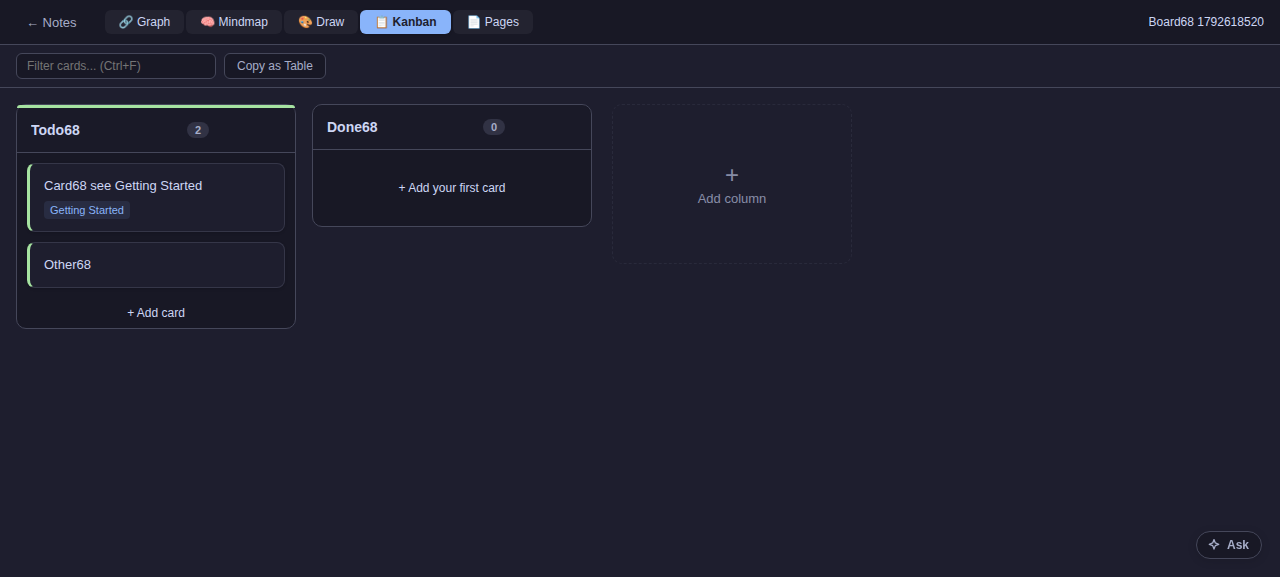 ← Notes
🔗 Graph
🧠 Mindmap
🎨 Draw
📋 Kanban
📄 Pages
Board68 1792618520
Filter cards... (Ctrl+F)
Copy as Table
Todo68
2
Card68 see Getting Started
Getting Started
Other68
+ Add card
Done68
0
+ Add your first card
+
Add column
Ask